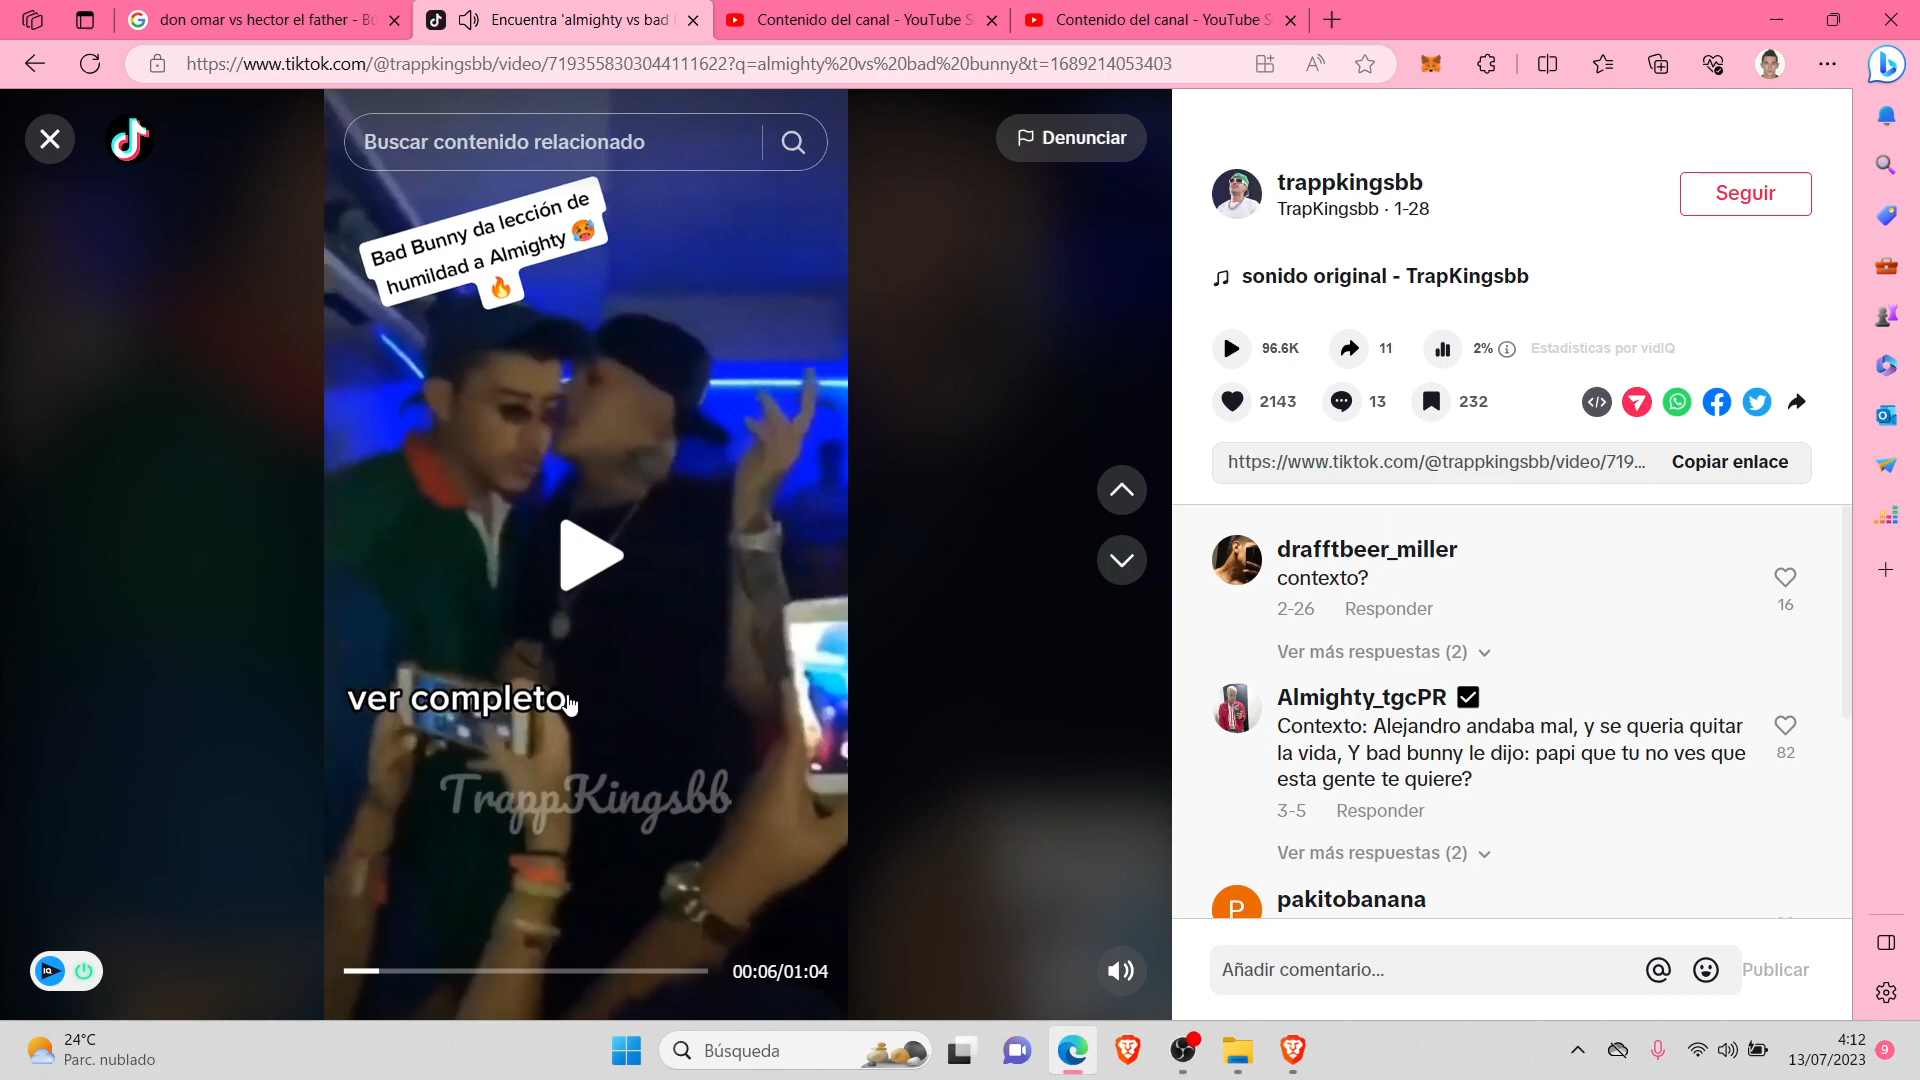 don omar vs hector el father - Bu
Encuentra 'almighty vs bad
Contenido del canal - YouTube S
Contenido del canal - YouTube S
https://www.tiktok.com/@trappkingsbb/video/7193558303044111622?q=almighty%20vs%20bad%20bunny&t=1689214053403
Buscar contenido relacionado
Denunciar
Bad Bunny da lección de
humildad a Almighty 🥵
🔥
ver completo
TrappKingsbb
00:06/01:04
trappkingsbb
TrapKingsbb · 1-28
Seguir
sonido original - TrapKingsbb
96.6K
11
2%
Estadísticas por vidIQ
2143
13
232
https://www.tiktok.com/@trappkingsbb/video/719...
Copiar enlace
drafftbeer_miller
contexto?
2-26 Responder
16
Ver más respuestas (2)
Almighty_tgcPR
Contexto: Alejandro andaba mal, y se queria quitar
la vida, Y bad bunny le dijo: papi que tu no ves que
esta gente te quiere?
82
3-5 Responder
Ver más respuestas (2)
P
pakitobanana
Añadir comentario...
Publicar
IQ
24°C
Parc. nublado
Búsqueda
4:12
13/07/2023
9